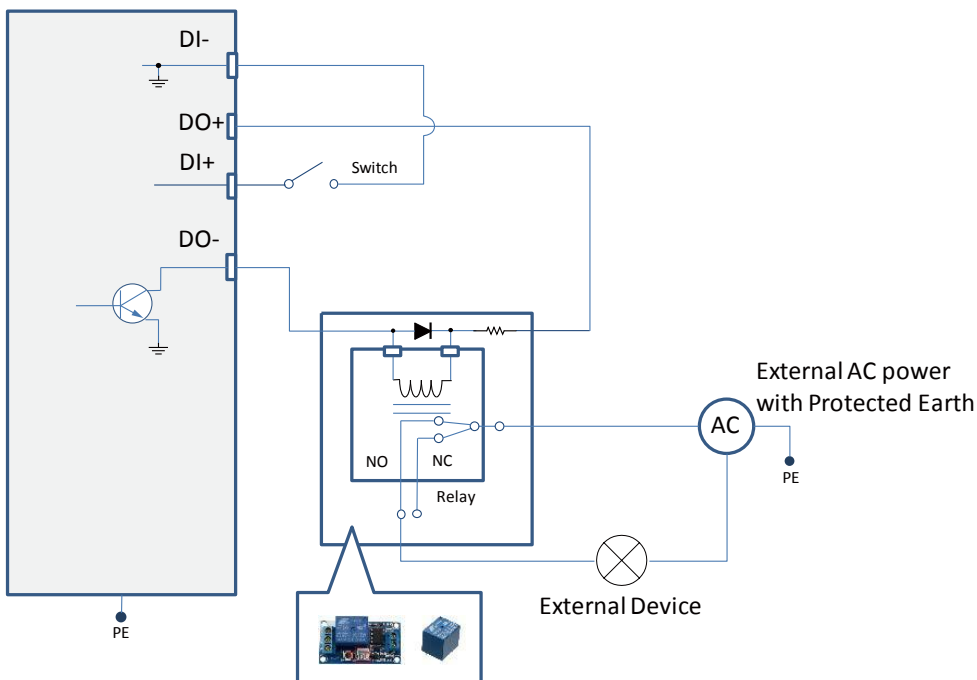 DI-
DO+
DI+
Switch
DO-
External AC power
with Protected Earth
AC
NO
NC
PE
Relay
External Device
PE